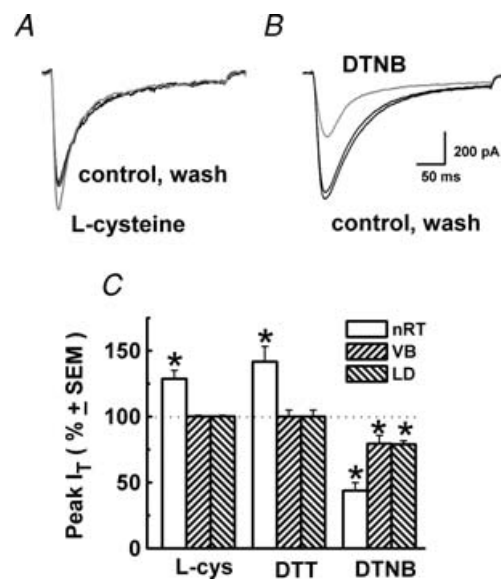 A
B
DTNB
control, wash
L-cysteine
200 pA
50 ms
control, wash
C
Peak I_T ( % ± SEM )
150
100
50
0
* * * * *
nRT
VB
LD
L-cys DTT DTNB